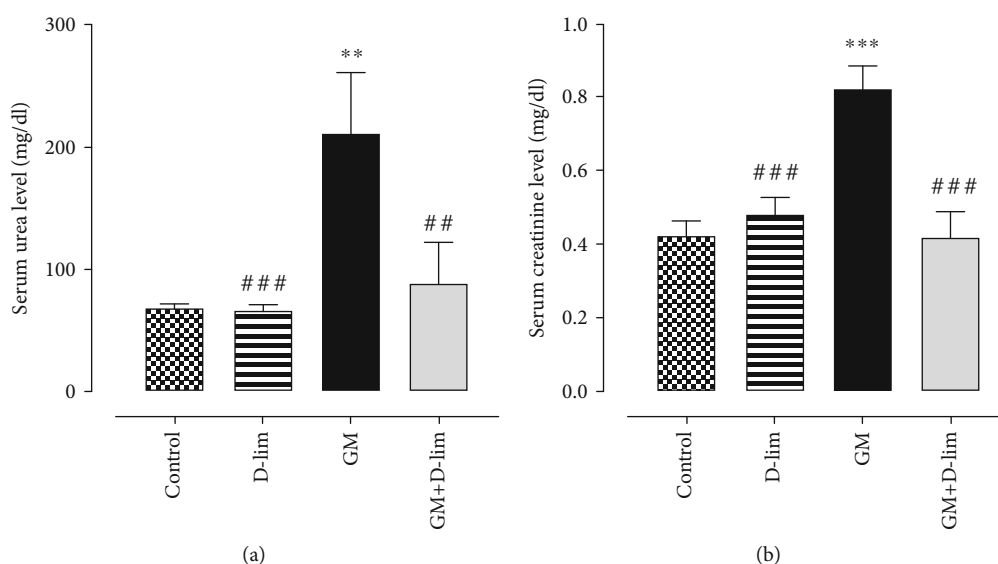 Serum urea level (mg/dl)
300
200
100
0
**
###
##
Control
D-lim
GM
GM+D-lim
(a)
Serum creatinine level (mg/dl)
1.0
0.8
0.6
0.4
0.2
0.0
***
###
###
Control
D-lim
GM
GM+D-lim
(b)